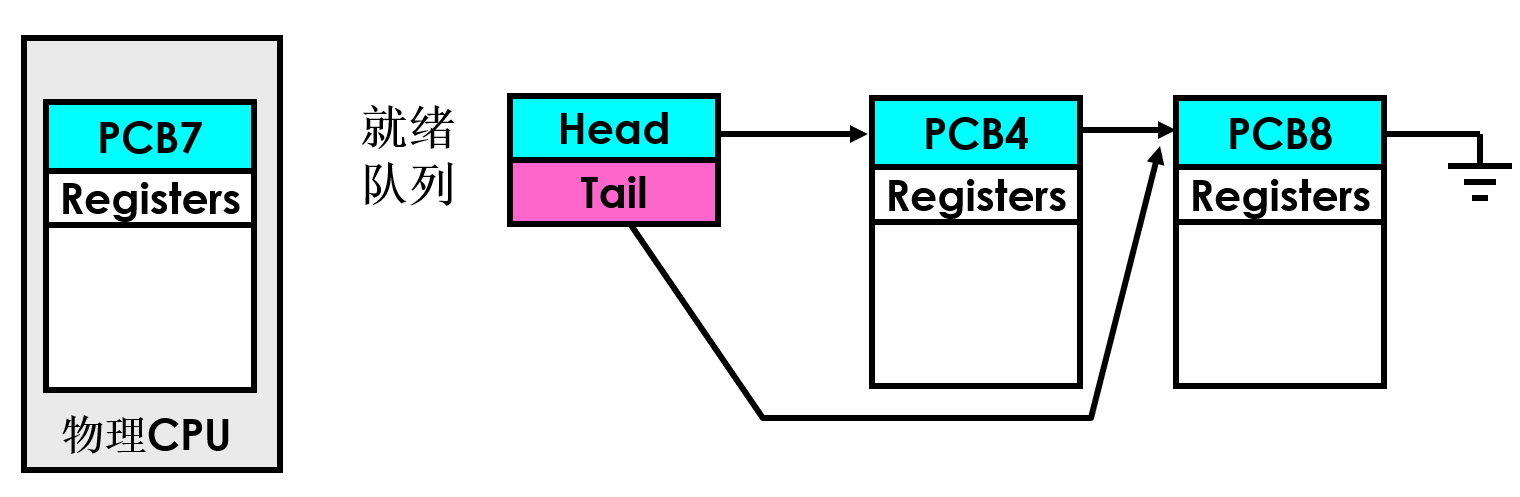 PCB7
Registers
物理CPU
就绪
队列
Head
Tail
PCB4
Registers
PCB8
Registers